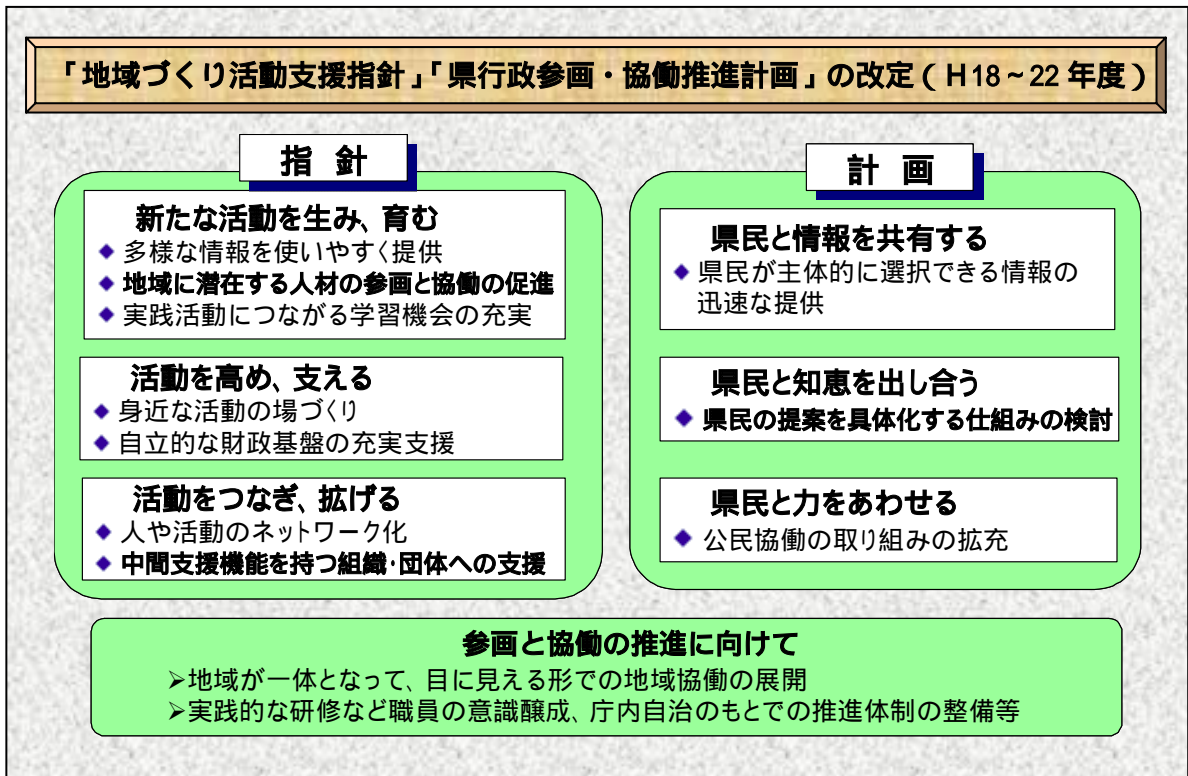 「地域づくり活動支援指針」「県行政参画・協働推進計画」の改定(H18～22年度)
指 針
新たな活動を生み、育む
◆ 多様な情報を使いやすく提供
◆ 地域に潜在する人材の参画と協働の促進
◆ 実践活動につながる学習機会の充実
活動を高め、支える
◆ 身近な活動の場づくり
◆ 自立的な財政基盤の充実支援
活動をつなぎ、拡げる
◆ 人や活動のネットワーク化
◆ 中間支援機能を持つ組織・団体への支援
計 画
県民と情報を共有する
◆ 県民が主体的に選択できる情報の
迅速な提供
県民と知恵を出し合う
◆ 県民の提案を具体化する仕組みの検討
県民と力をあわせる
◆ 公民協働の取り組みの拡充
参画と協働の推進に向けて
➢地域が一体となって、目に見える形での地域協働の展開
➢実践的な研修など職員の意識醸成、庁内自治のもとでの推進体制の整備等